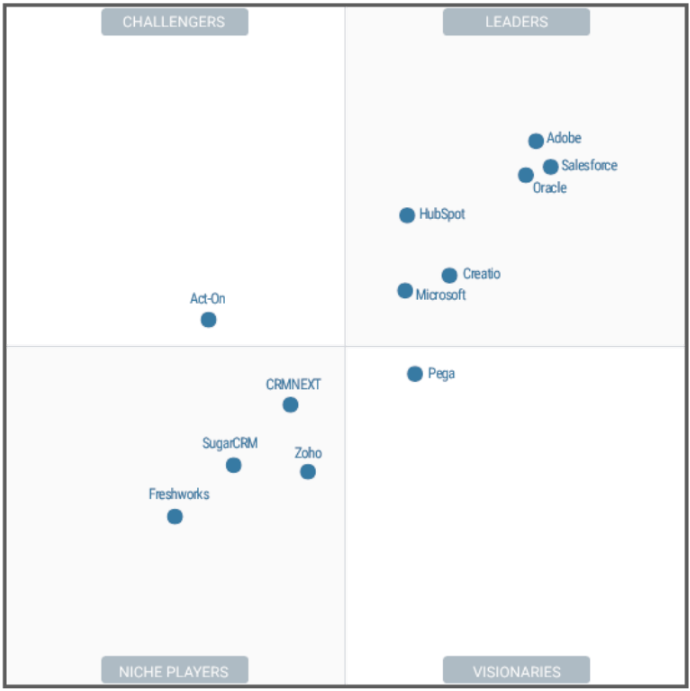 CHALLENGERS
LEADERS
Adobe
Salesforce
Oracle
HubSpot
Creatio
Microsoft
Act-On
Pega
CRMNEXT
SugarCRM
Zoho
Freshworks
NICHE PLAYERS
VISIONARIES